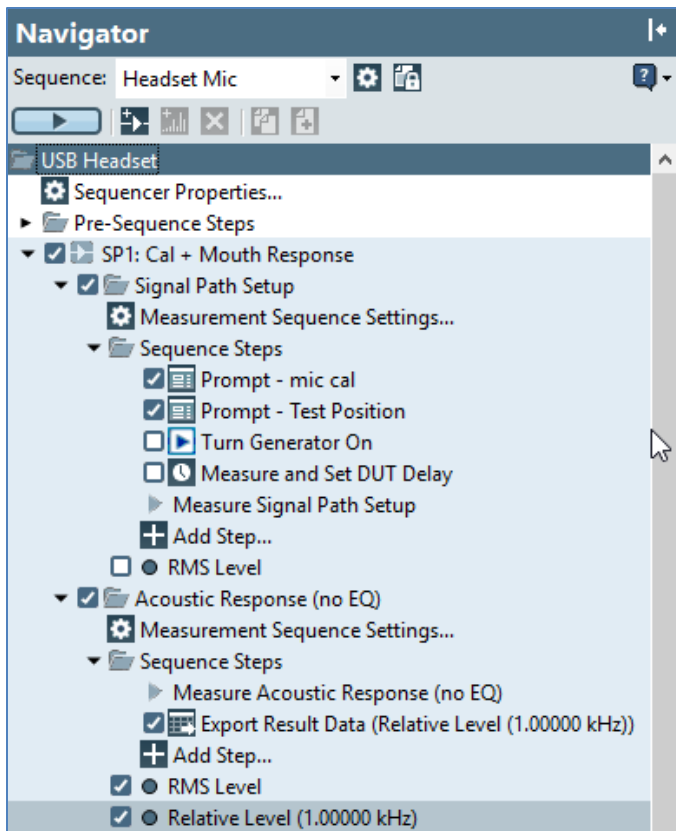 Navigator
Sequence: Headset Mic
USB Headset
Sequencer Properties...
Pre-Sequence Steps
SP1: Cal + Mouth Response
Signal Path Setup
Measurement Sequence Settings...
Sequence Steps
Prompt - mic cal
Prompt - Test Position
Turn Generator On
Measure and Set DUT Delay
Measure Signal Path Setup
Add Step...
RMS Level
Acoustic Response (no EQ)
Measurement Sequence Settings...
Sequence Steps
Measure Acoustic Response (no EQ)
Export Result Data (Relative Level (1.00000 kHz))
Add Step...
RMS Level
Relative Level (1.00000 kHz)